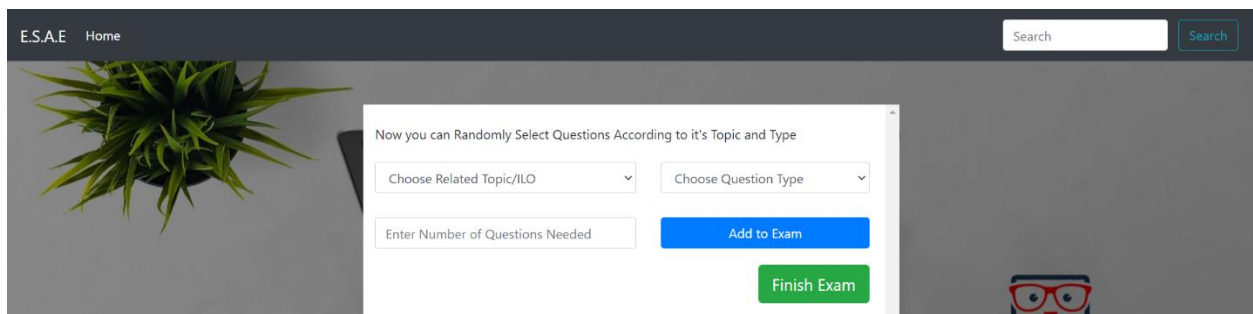 E.S.A.E Home Search Search
Now you can Randomly Select Questions According to it's Topic and Type
Choose Related Topic/ILO Choose Question Type
Enter Number of Questions Needed Add to Exam
Finish Exam